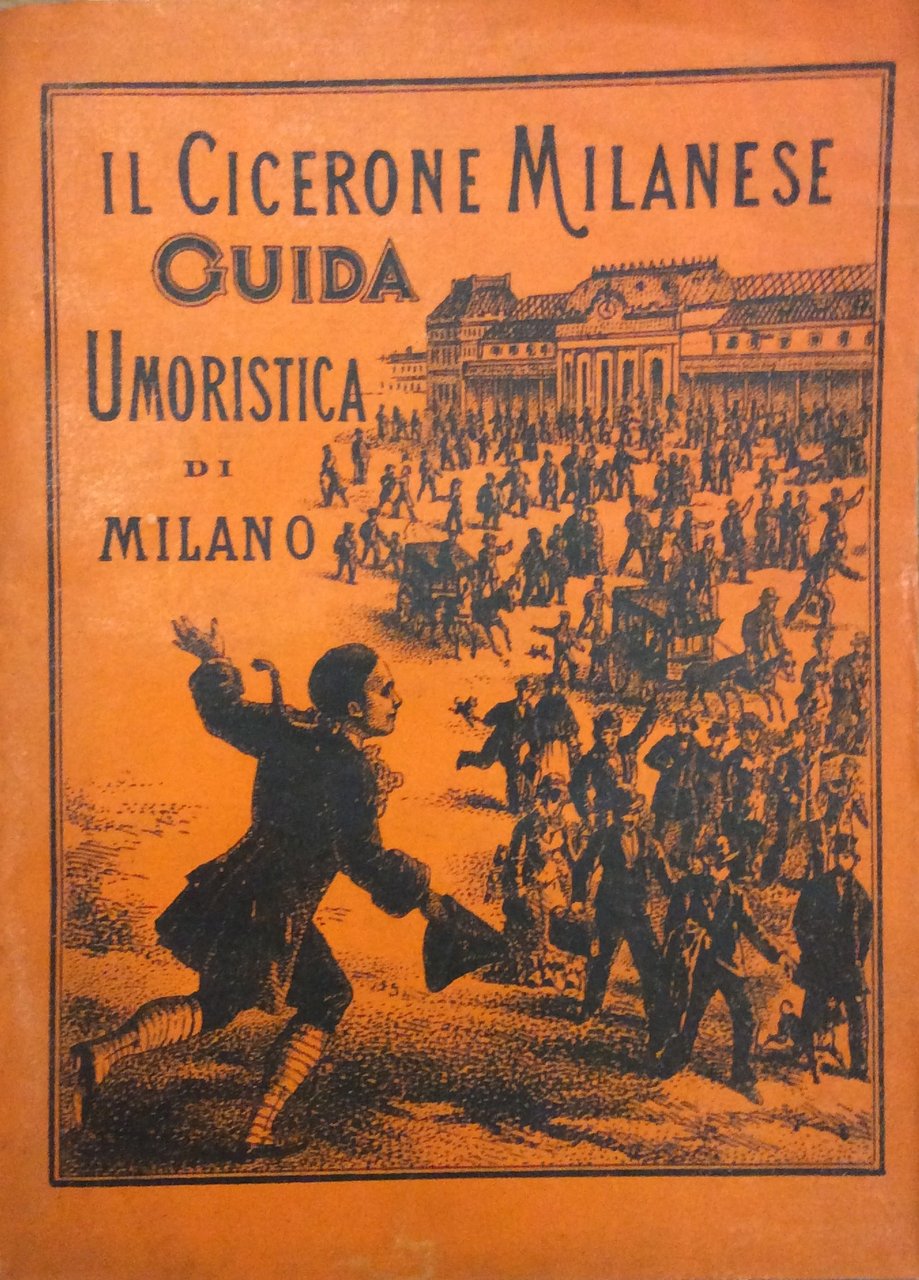 IL CICERONE MILANESE
GUIDA
UMORISTICA
DI
MILANO